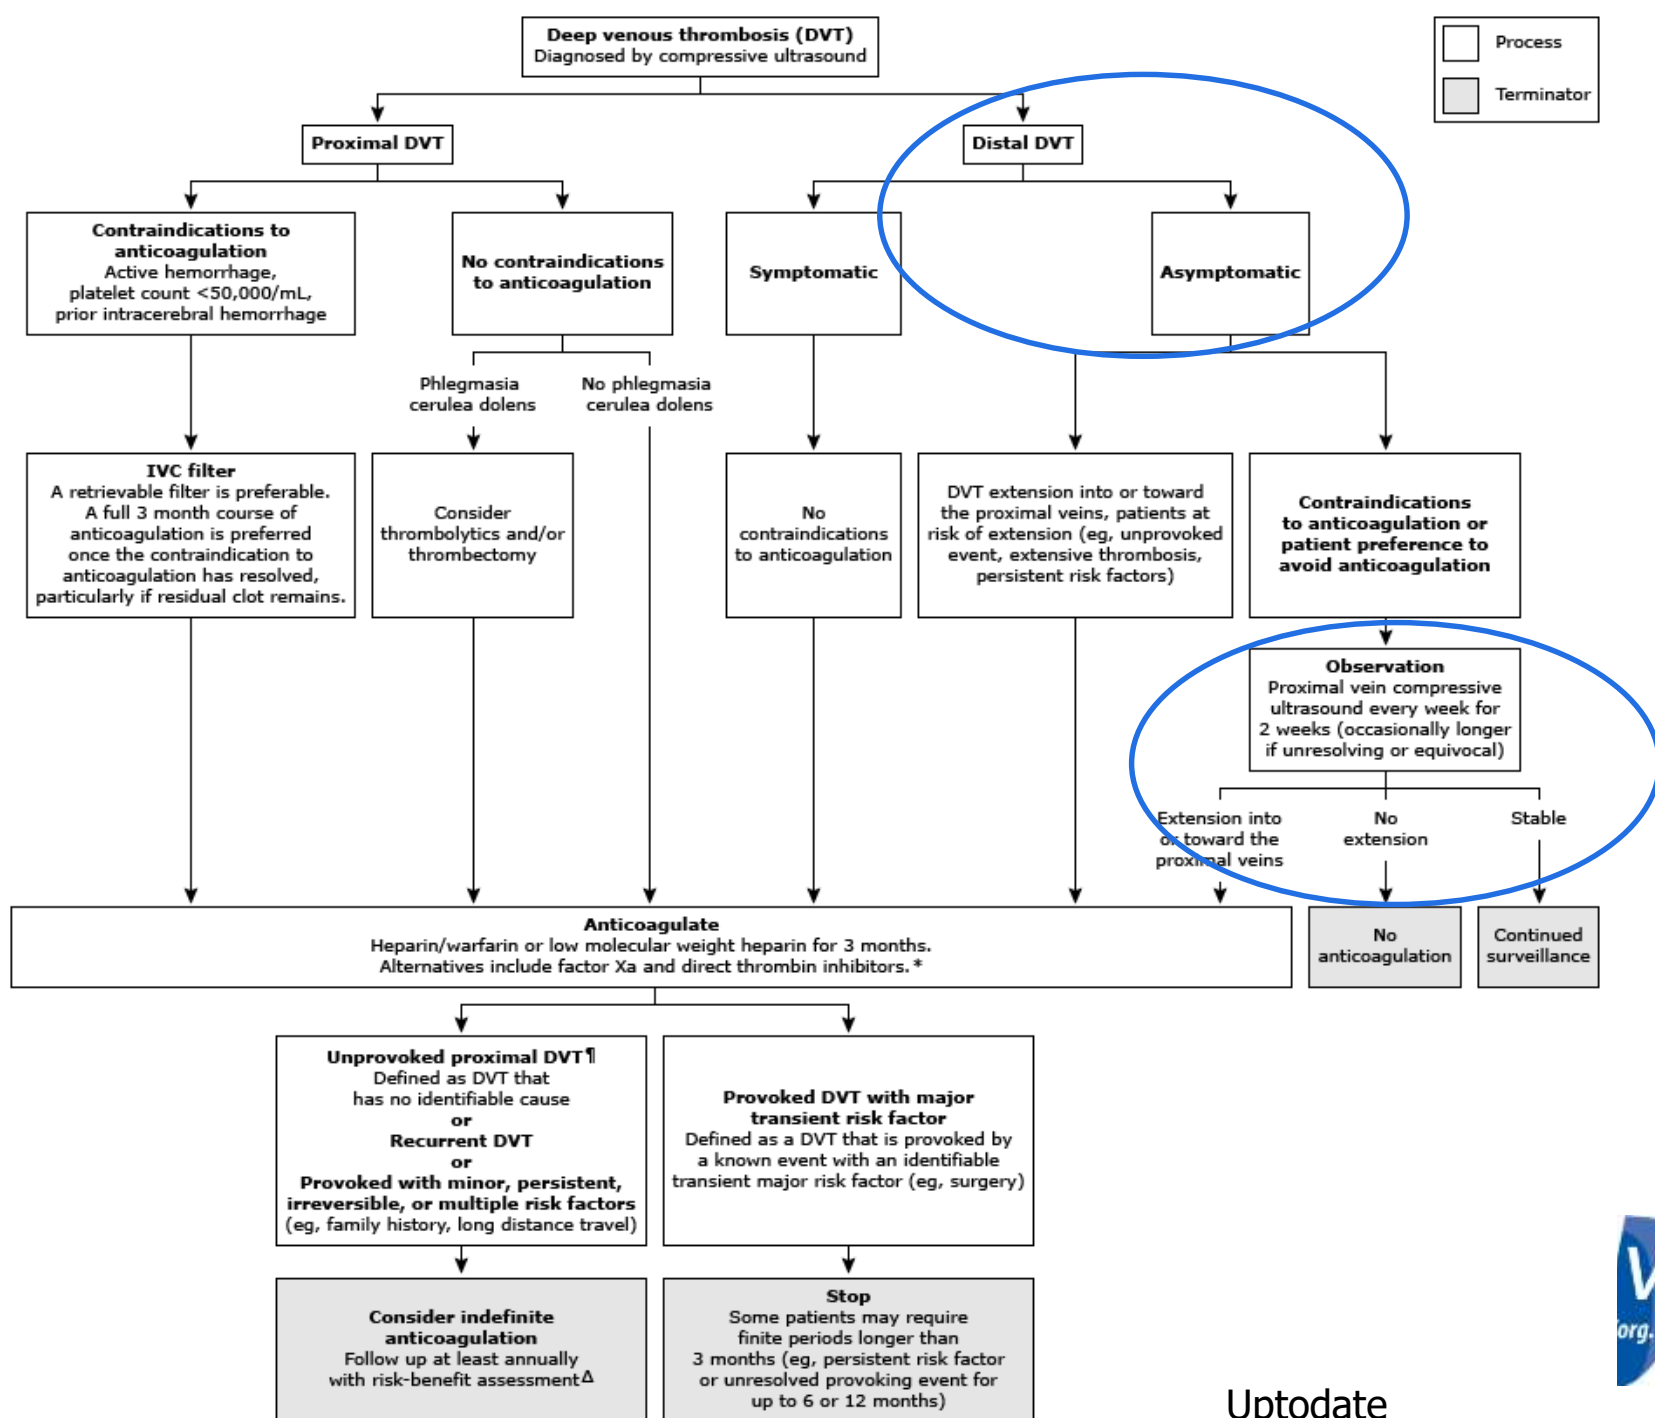 Deep venous thrombosis (DVT)
Diagnosed by compressive ultrasound
Process
Terminator
Proximal DVT
Distal DVT
Contraindications to
anticoagulation
Active hemorrhage,
platelet count <50,000/mL,
prior intracerebral hemorrhage
No contraindications
to anticoagulation
Symptomatic
Asymptomatic
Phlegmasia
cerulea dolens
No phlegmasia
cerulea dolens
IVC filter
A retrievable filter is preferable.
A full 3 month course of
anticoagulation is preferred
once the contraindication to
anticoagulation has resolved,
particularly if residual clot remains.
Consider
thrombolytics and/or
thrombectomy
No
contraindications
to anticoagulation
DVT extension into or toward
the proximal veins, patients at
risk of extension (eg, unprovoked
event, extensive thrombosis,
persistent risk factors)
Contraindications
to anticoagulation or
patient preference to
avoid anticoagulation
Observation
Proximal vein compressive
ultrasound every week for
2 weeks (occasionally longer
if unresolving or equivocal)
Extension into
or toward the
proximal veins
No
extension
Stable
Anticoagulate
Heparin/warfarin or low molecular weight heparin for 3 months.
Alternatives include factor Xa and direct thrombin inhibitors.*
No
anticoagulation
Continued
surveillance
Unprovoked proximal DVT¶
Defined as DVT that
has no identifiable cause
or
Recurrent DVT
or
Provoked with minor, persistent,
irreversible, or multiple risk factors
(eg, family history, long distance travel)
Provoked DVT with major
transient risk factor
Defined as a DVT that is provoked by
a known event with an identifiable
transient major risk factor (eg, surgery)
Consider indefinite
anticoagulation
Follow up at least annually
with risk-benefit assessmentΔ
Stop
Some patients may require
finite periods longer than
3 months (eg, persistent risk factor
or unresolved provoking event for
up to 6 or 12 months)
V
org.
Uptodate